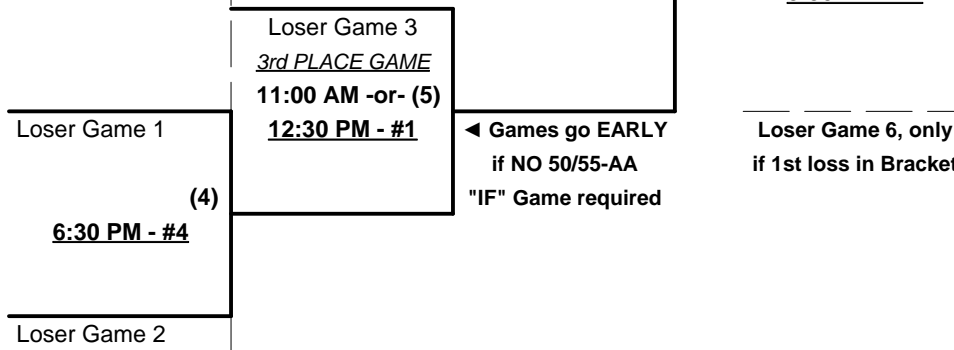 Loser Game 3
3rd PLACE GAME
11:00 AM -or- (5)
12:30 PM - #1
Loser Game 1
◄ Games go EARLY
if NO 50/55-AA
"IF" Game required
Loser Game 6, only
if 1st loss in Bracket
(4)
6:30 PM - #4
Loser Game 2